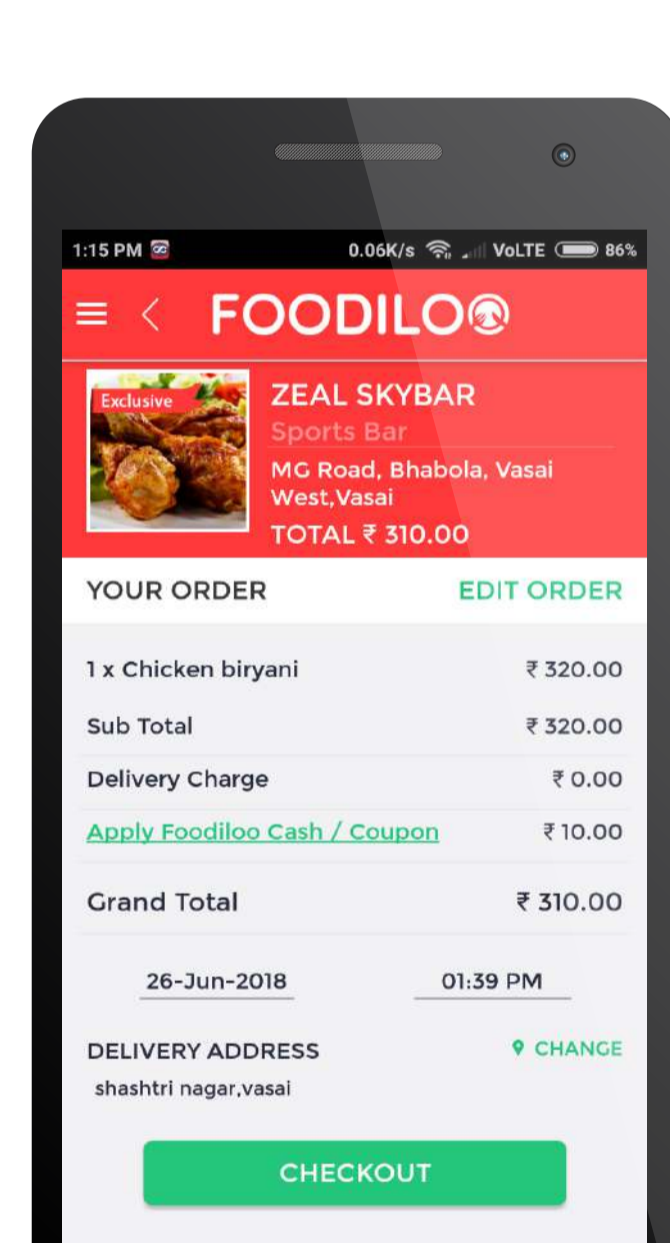 1:15 PM 0.06K/s VoLTE 86%
FOODILOO
Exclusive
ZEAL SKYBAR
Sports Bar
MG Road, Bhabola, Vasai
West,Vasai
TOTAL ₹ 310.00
YOUR ORDER EDIT ORDER
1 x Chicken biryani ₹ 320.00
Sub Total ₹ 320.00
Delivery Charge ₹ 0.00
Apply Foodiloo Cash / Coupon ₹ 10.00
Grand Total ₹ 310.00
26-Jun-2018 01:39 PM
DELIVERY ADDRESS CHANGE
shashtri nagar,vasai
CHECKOUT